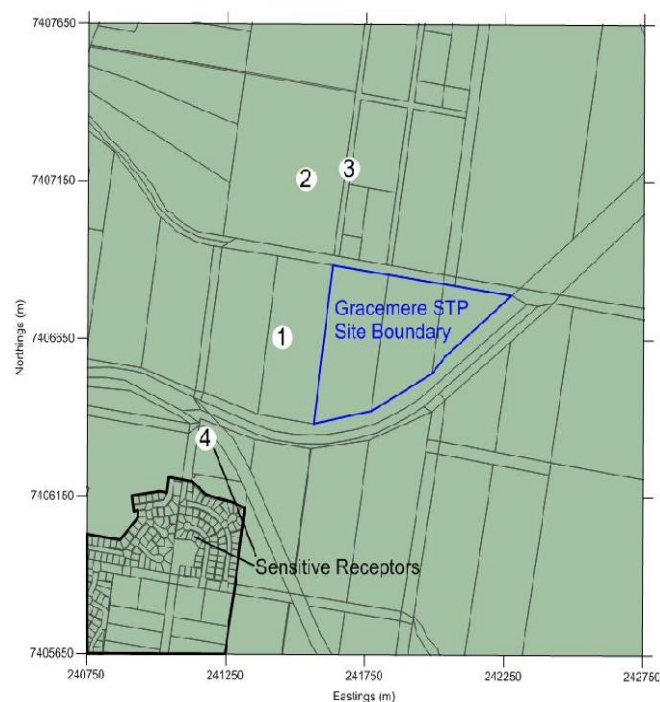 7407650
7407150
7406650
7406150
7405650
Northings (m)
2
3
1
4
Gracemere STP
Site Boundary
Sensitive Receptors
240750
241250
241750
242250
242750
Eastings (m)